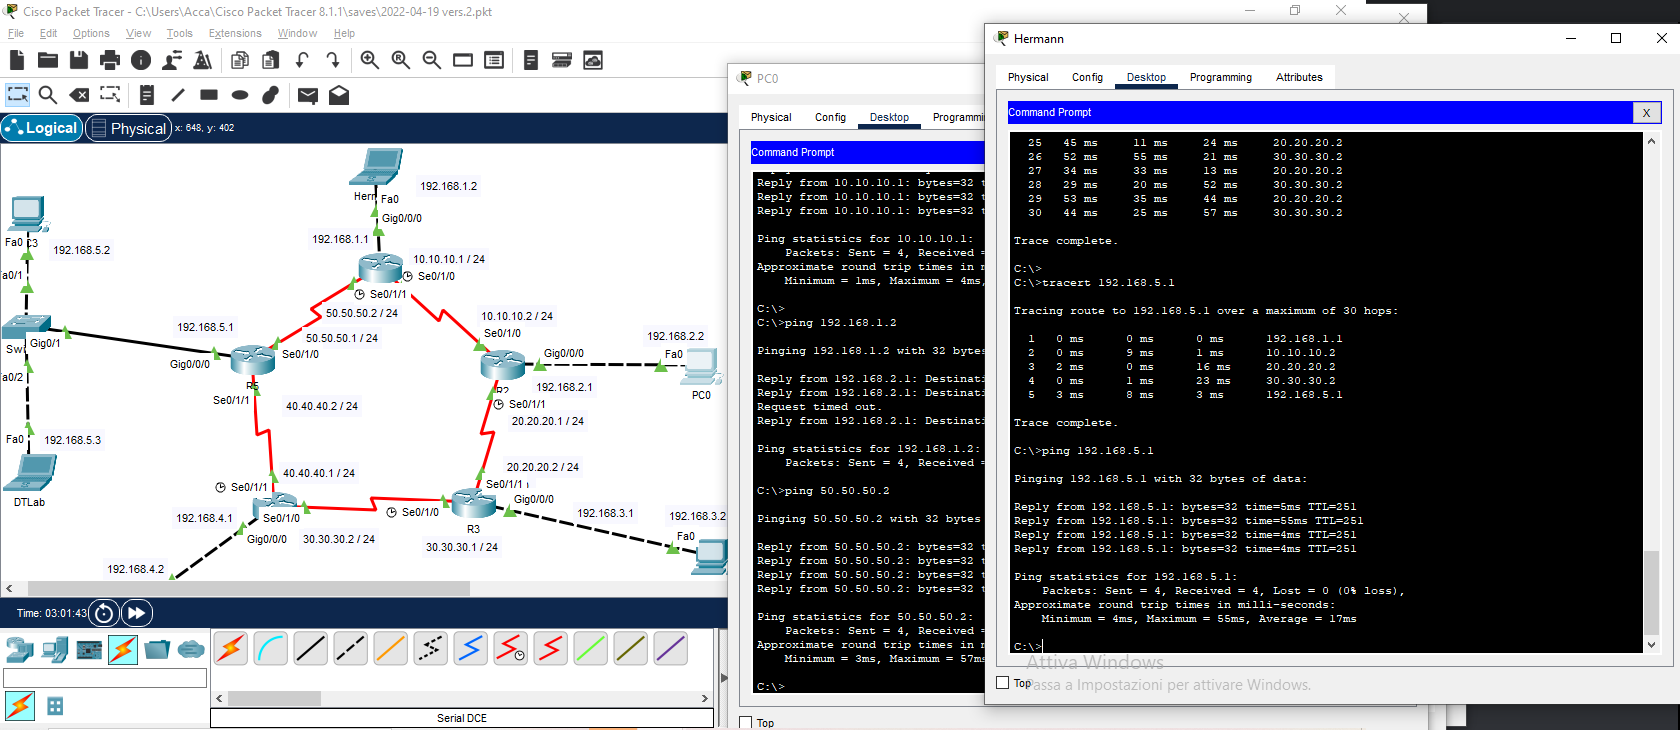 Cisco Packet Tracer - C:\Users\Acca\Cisco Packet Tracer 8.1.1\saves\2022-04-19 vers.2.pkt
File Edit Options View Tools Extensions Window Help
Logical Physical x: 648, y: 402
192.168.1.2
Fa0
Gig0/0/0
192.168.1.1
10.10.10.1 / 24
Se0/1/0
Se0/1/1
50.50.50.2 / 24
Fa0
192.168.5.2
a0/1
192.168.5.1
50.50.50.1 / 24
Se0/1/0
Gig0/1
Gig0/0/0
R5
Se0/1/1
10.10.10.2 / 24
Se0/1/0
192.168.2.2
Gig0/0/0
Fa0
192.168.2.1
PC0
Se0/1/1
20.20.20.1 / 24
a0/2
40.40.40.2 / 24
Fa0
192.168.5.3
DTLab
40.40.40.1 / 24
Se0/1/1
20.20.20.2 / 24
Se0/1/1
Gig0/0/0
192.168.4.1
Se0/1/0
Se0/1/0
R3
192.168.3.1
192.168.3.2
Fa0
Gig0/0/0
30.30.30.2 / 24
30.30.30.1 / 24
192.168.4.2
Time: 03:01:43
Serial DCE
PC0
Physical Config Desktop
Command Prompt
Reply from 10.10.10.1: bytes=32
Reply from 10.10.10.1: bytes=32
Reply from 10.10.10.1: bytes=32
Ping statistics for 10.10.10.1:
Packets: Sent = 4, Received
Approximate round trip times in
Minimum = 1ms, Maximum = 4ms,
C:\>
C:\>ping 192.168.1.2
Pinging 192.168.1.2 with 32 bytes
Reply from 192.168.2.1: Destinati
Reply from 192.168.2.1: Destinati
Request timed out.
Reply from 192.168.2.1: Destinati
Ping statistics for 192.168.1.2:
Packets: Sent = 4, Received =
C:\>ping 50.50.50.2
Pinging 50.50.50.2 with 32 bytes
Reply from 50.50.50.2: bytes=32
Reply from 50.50.50.2: bytes=32
Reply from 50.50.50.2: bytes=32
Reply from 50.50.50.2: bytes=32
Ping statistics for 50.50.50.2:
Packets: Sent = 4, Received =
Approximate round trip times in
Minimum = 3ms, Maximum = 57ms
C:\>
Top
Hermann
Physical Config Desktop Programming Attributes
Command Prompt X
25 45 ms 11 ms 24 ms 20.20.20.2
26 52 ms 55 ms 21 ms 30.30.30.2
27 34 ms 33 ms 13 ms 20.20.20.2
28 29 ms 20 ms 52 ms 30.30.30.2
29 53 ms 35 ms 44 ms 20.20.20.2
30 44 ms 25 ms 57 ms 30.30.30.2
Trace complete.
C:\>
C:\>tracert 192.168.5.1
Tracing route to 192.168.5.1 over a maximum of 30 hops:
1 0 ms 0 ms 0 ms 192.168.1.1
2 0 ms 9 ms 1 ms 10.10.10.2
3 2 ms 0 ms 16 ms 20.20.20.2
4 0 ms 1 ms 23 ms 30.30.30.2
5 3 ms 8 ms 3 ms 192.168.5.1
Trace complete.
C:\>ping 192.168.5.1
Pinging 192.168.5.1 with 32 bytes of data:
Reply from 192.168.5.1: bytes=32 time=5ms TTL=251
Reply from 192.168.5.1: bytes=32 time=55ms TTL=251
Reply from 192.168.5.1: bytes=32 time=4ms TTL=251
Reply from 192.168.5.1: bytes=32 time=4ms TTL=251
Ping statistics for 192.168.5.1:
Packets: Sent = 4, Received = 4, Lost = 0 (0% loss),
Approximate round trip times in milli-seconds:
Minimum = 4ms, Maximum = 55ms, Average = 17ms
C:\>
Top
Attiva Windows
Passa a Impostazioni per attivare Windows.